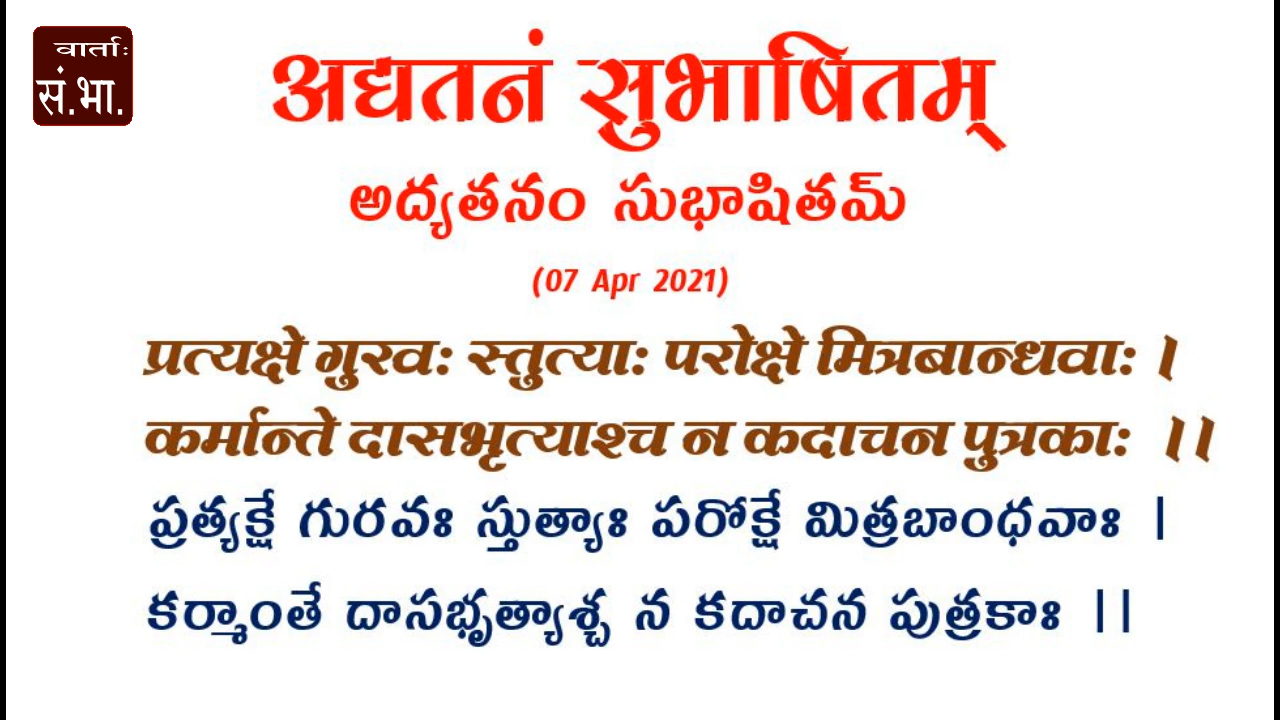 वार्ताः
सं.भा.
अद्यतनं सुभाषितम्
అద్యతనం సుభాషితమ్
(07 Apr 2021)
प्रत्यक्षे गुरवः स्तुत्याः परोक्षे मित्रबान्धवाः ।
कर्मान्ते दासभृत्याश्च न कदाचन पुत्रकाः ।।
ప్రత్యక్షే గురవః స్తుత్యాః పరోక్షే మిత్రబాంధవాః |
కర్మాంతే దాసభృత్యాశ్చ న కదాచన పుత్రకాః ||